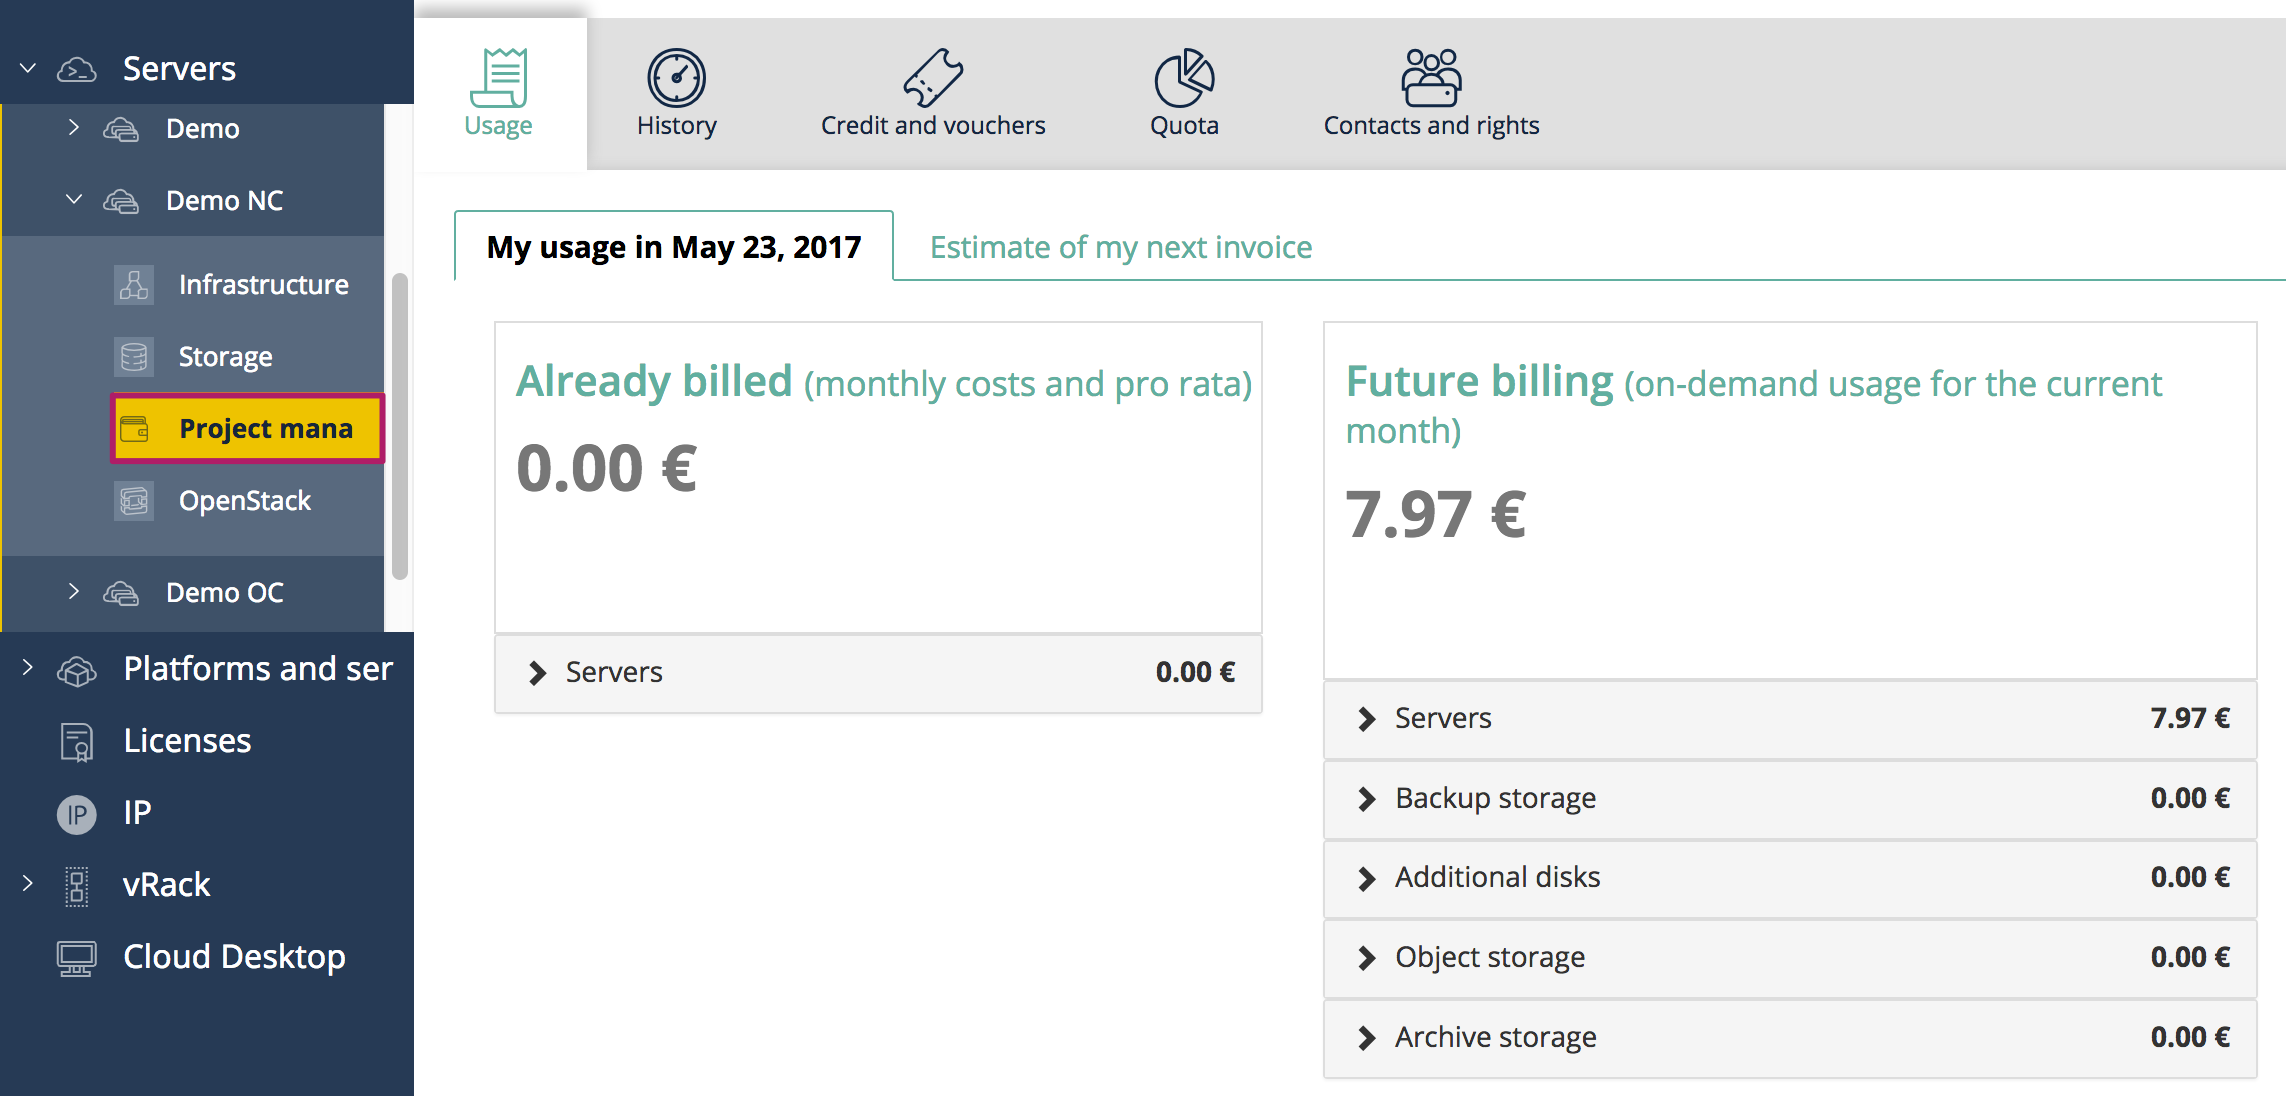 Servers
Demo
Demo NC
Infrastructure
Storage
Project mana
OpenStack
Demo OC
Platforms and ser
Licenses
IP
IP
vRack
Cloud Desktop
Usage
History
Credit and vouchers
Quota
Contacts and rights
My usage in May 23, 2017
Estimate of my next invoice
Already billed (monthly costs and pro rata)
0.00 €
Servers 0.00 €
Future billing (on-demand usage for the current
month)
7.97 €
Servers 7.97 €
Backup storage 0.00 €
Additional disks 0.00 €
Object storage 0.00 €
Archive storage 0.00 €